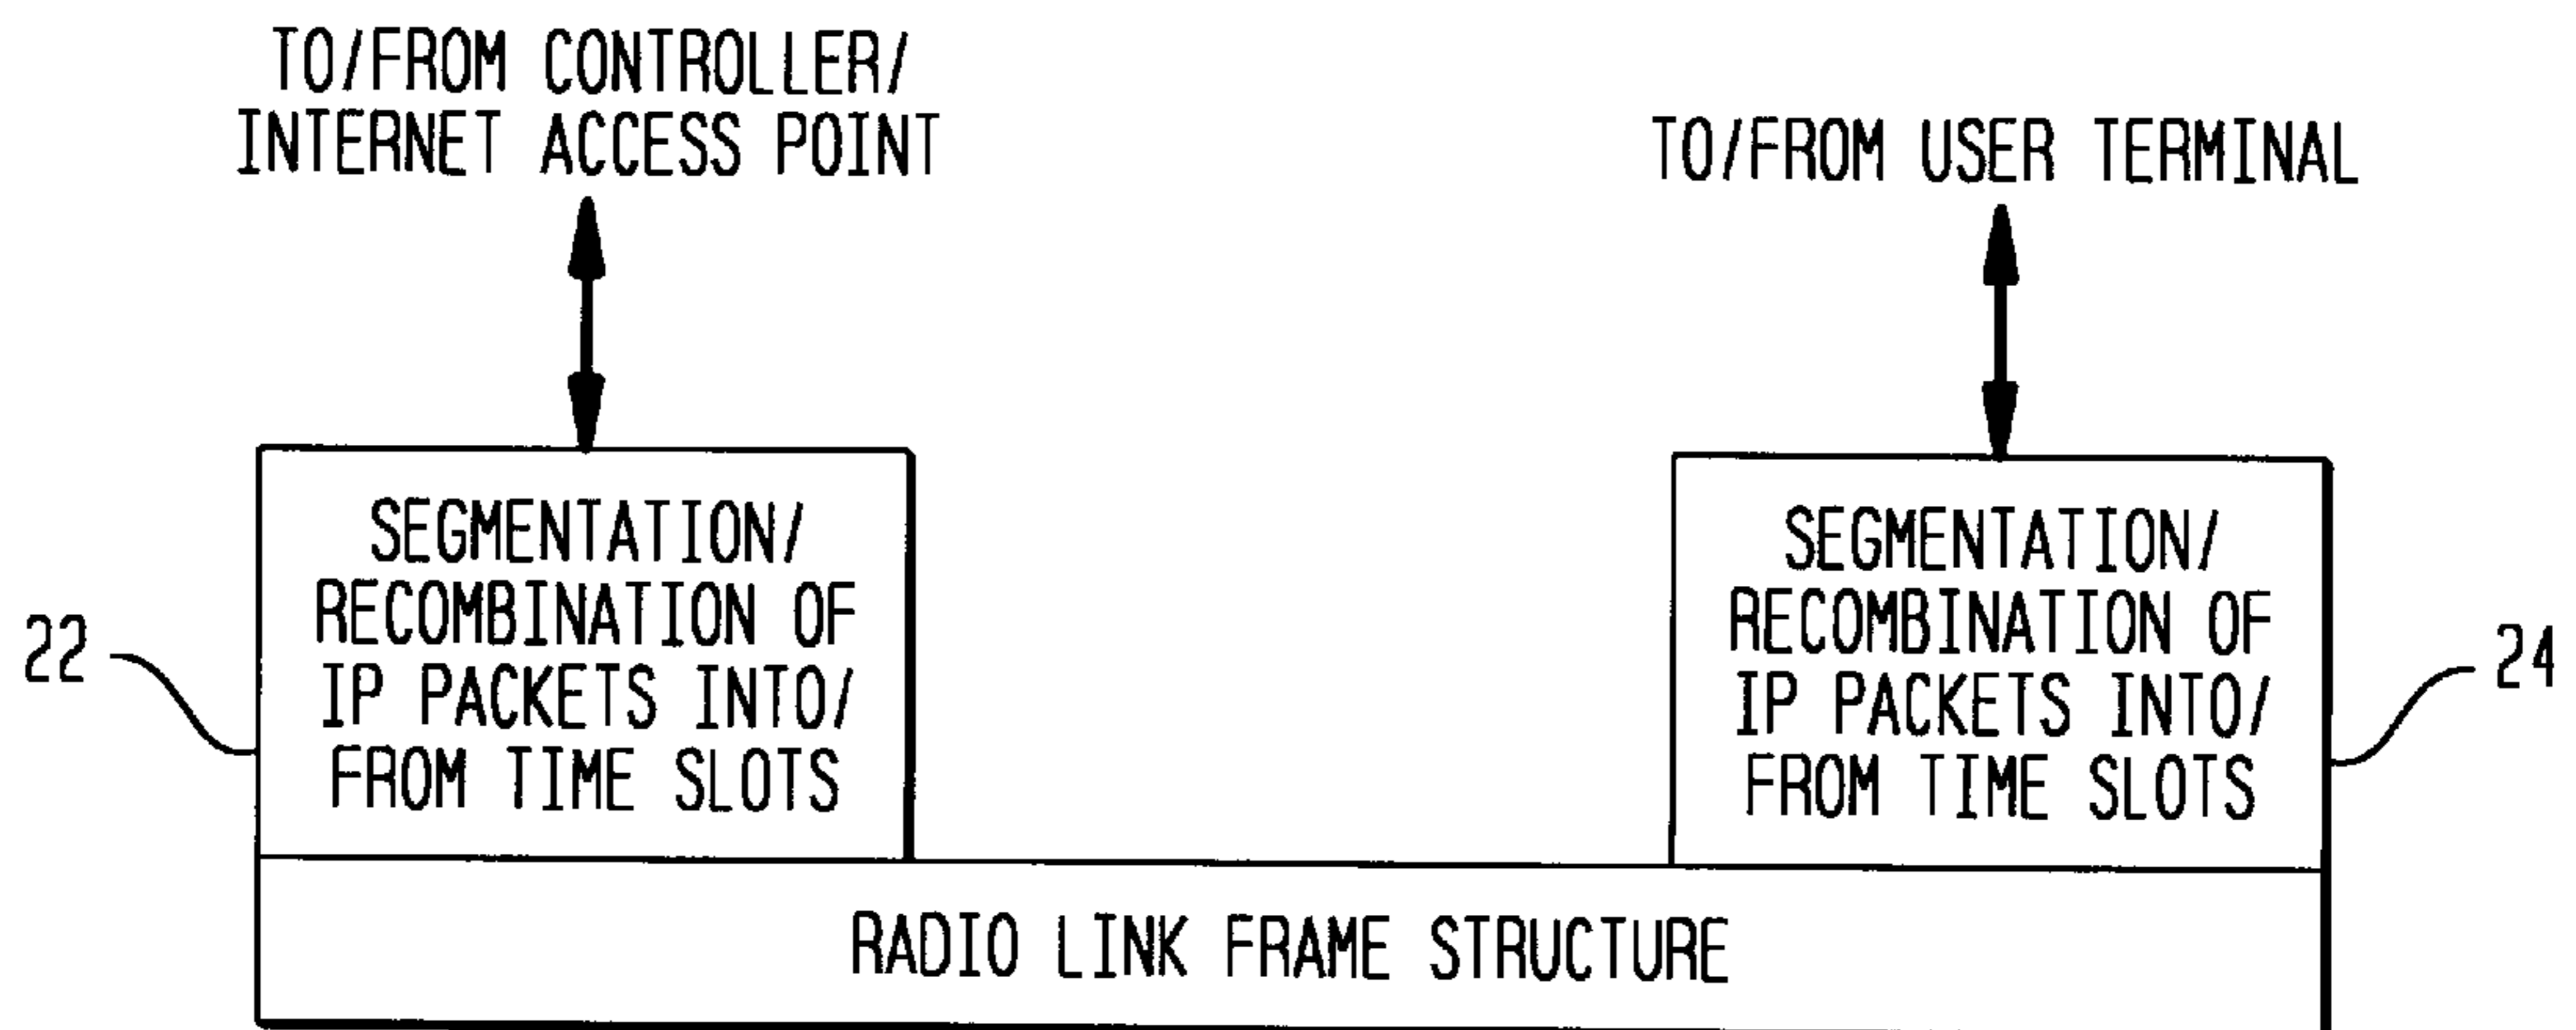 TO/FROM CONTROLLER/
INTERNET ACCESS POINT
TO/FROM USER TERMINAL
SEGMENTATION/
RECOMBINATION OF
IP PACKETS INTO/
FROM TIME SLOTS
22
SEGMENTATION/
RECOMBINATION OF
IP PACKETS INTO/
FROM TIME SLOTS
24
RADIO LINK FRAME STRUCTURE